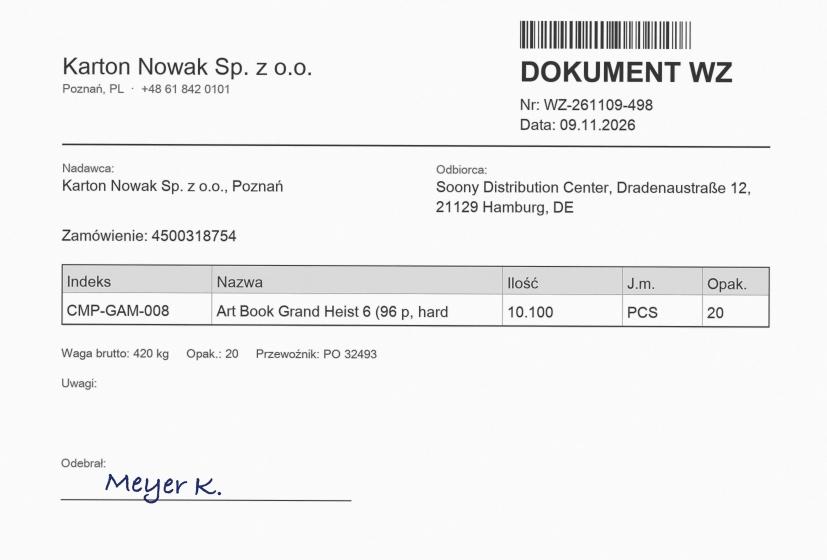 Karton Nowak Sp. z o.o.
Poznań, PL · +48 61 842 0101
DOKUMENT WZ
Nr: WZ-261109-498
Data: 09.11.2026
Nadawca:
Karton Nowak Sp. z o.o., Poznań
Odbiorca:
Soony Distribution Center, Dradenaustraße 12,
21129 Hamburg, DE
Zamówienie: 4500318754
Indeks Nazwa Ilość J.m. Opak.
CMP-GAM-008 Art Book Grand Heist 6 (96 p, hard 10.100 PCS 20
Waga brutto: 420 kg Opak.: 20 Przewoźnik: PO 32493
Uwagi:
Odebrał:
Meyer K.